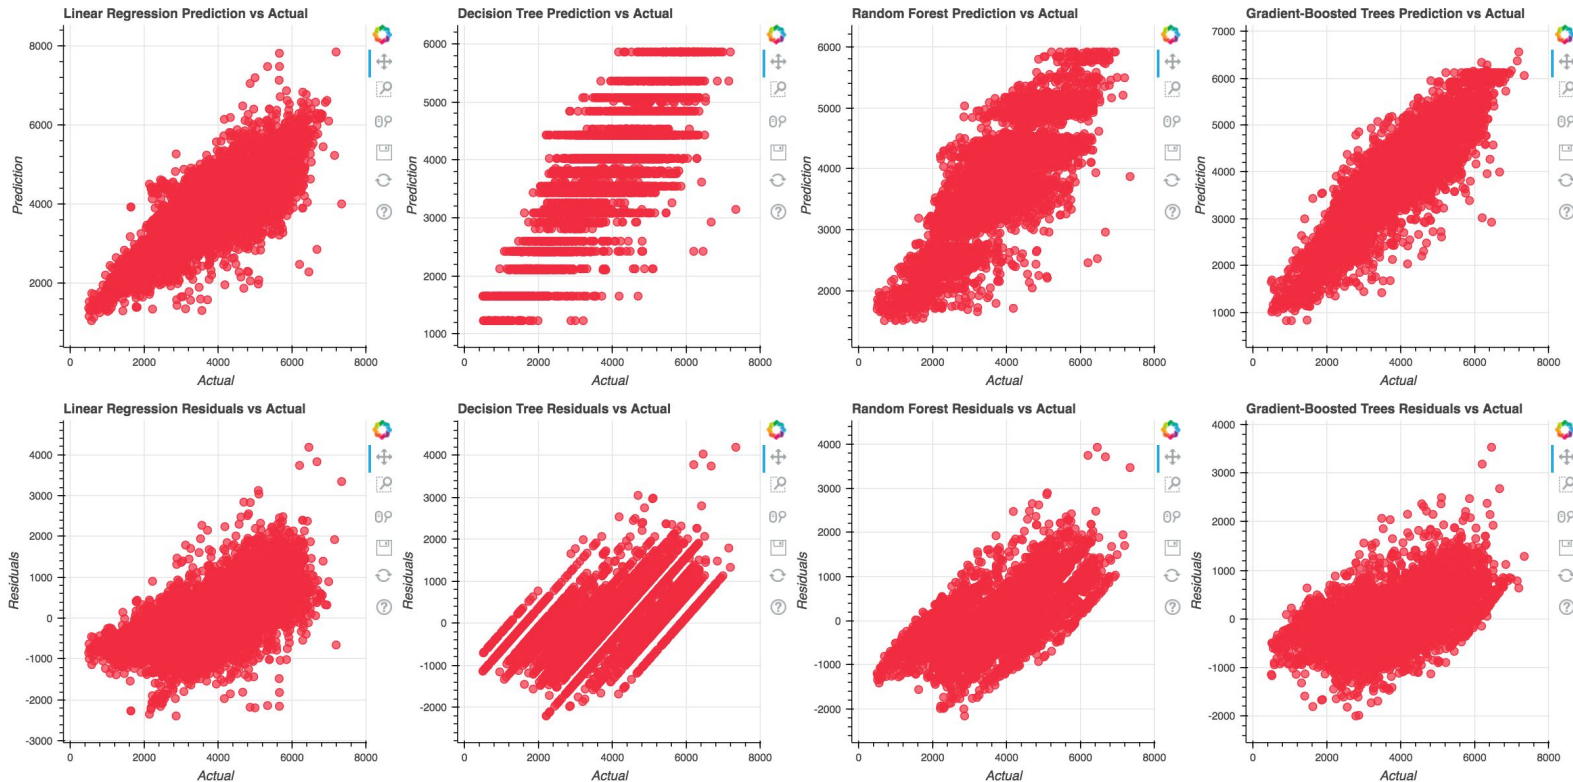 Linear Regression Prediction vs Actual
Prediction
8000
6000
4000
2000
0 2000 4000 6000 8000
Actual
Decision Tree Prediction vs Actual
Prediction
6000
5000
4000
3000
2000
1000
0 2000 4000 6000 8000
Actual
Random Forest Prediction vs Actual
Prediction
6000
5000
4000
3000
2000
0 2000 4000 6000 8000
Actual
Gradient-Boosted Trees Prediction vs Actual
Prediction
7000
6000
5000
4000
3000
2000
1000
0 2000 4000 6000 8000
Actual
Linear Regression Residuals vs Actual
Residuals
4000
3000
2000
1000
0
-1000
-2000
-3000
0 2000 4000 6000 8000
Actual
Decision Tree Residuals vs Actual
Residuals
4000
3000
2000
1000
0
-1000
-2000
0 2000 4000 6000 8000
Actual
Random Forest Residuals vs Actual
Residuals
4000
3000
2000
1000
0
-1000
-2000
0 2000 4000 6000 8000
Actual
Gradient-Boosted Trees Residuals vs Actual
Residuals
4000
3000
2000
1000
0
-1000
-2000
0 2000 4000 6000 8000
Actual